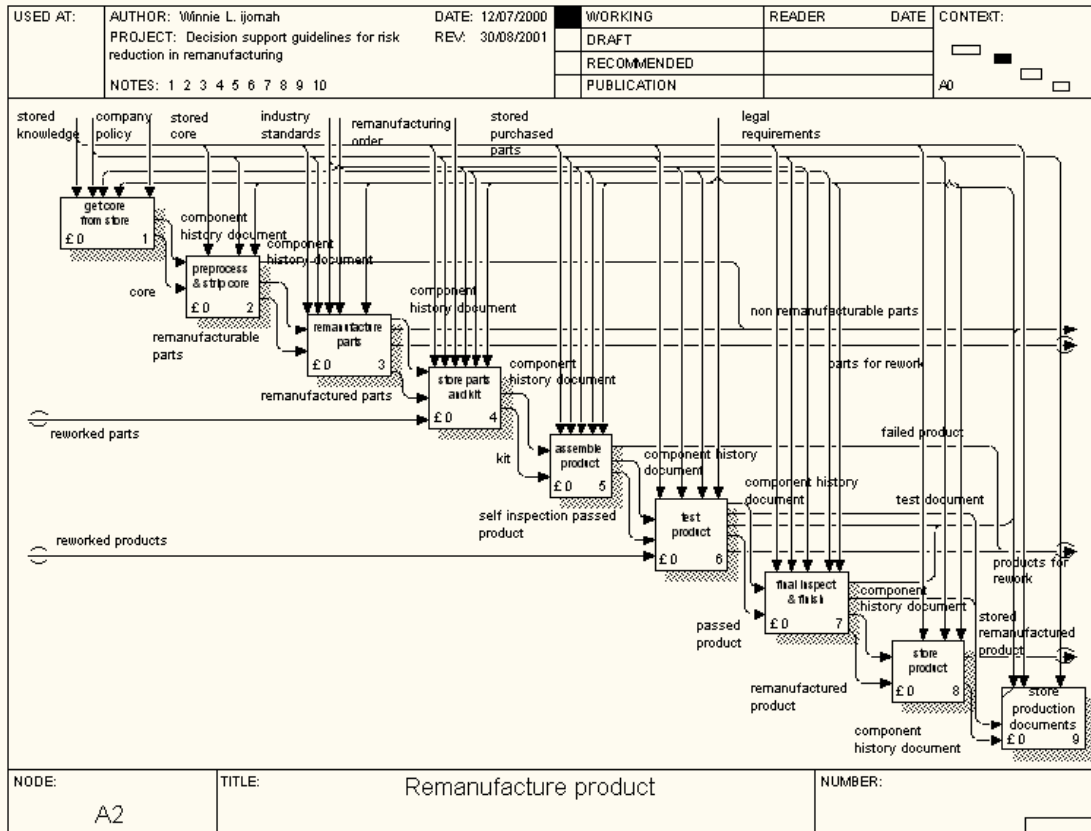 USED AT:
AUTHOR: Winnie L. ijomah
DATE: 12/07/2000
PROJECT: Decision support guidelines for risk
REV: 30/08/2001
reduction in remanufacturing
NOTES: 1 2 3 4 5 6 7 8 9 10
WORKING
DRAFT
RECOMMENDED
PUBLICATION
READER DATE
CONTEXT:
A0
stored
knowledge
company
policy
stored
core
industry
standards
remanufacturing
order
stored
purchased
parts
legal
requirements
get core
from store
£ 0 1
component
history document
core
preprocess
& strip core
£ 0 2
component
history document
remanufacturable
parts
remanufacture
parts
£ 0 3
component
history document
non remanufacturable parts
parts for rework
remanufactured parts
store parts
and kit
£ 0 4
component
history document
reworked parts
kit
assemble
product
£ 0 5
failed product
component history
document
self inspection passed
product
test
product
£ 0 6
component history
document
test document
reworked products
products for
rework
passed
product
final inspect
& finish
£ 0 7
component
history document
stored
remanufactured
product
remanufactured
product
store
product
£ 0 8
component
history document
store
production
documents
£ 0 9
NODE:
A2
TITLE:
Remanufacture product
NUMBER: